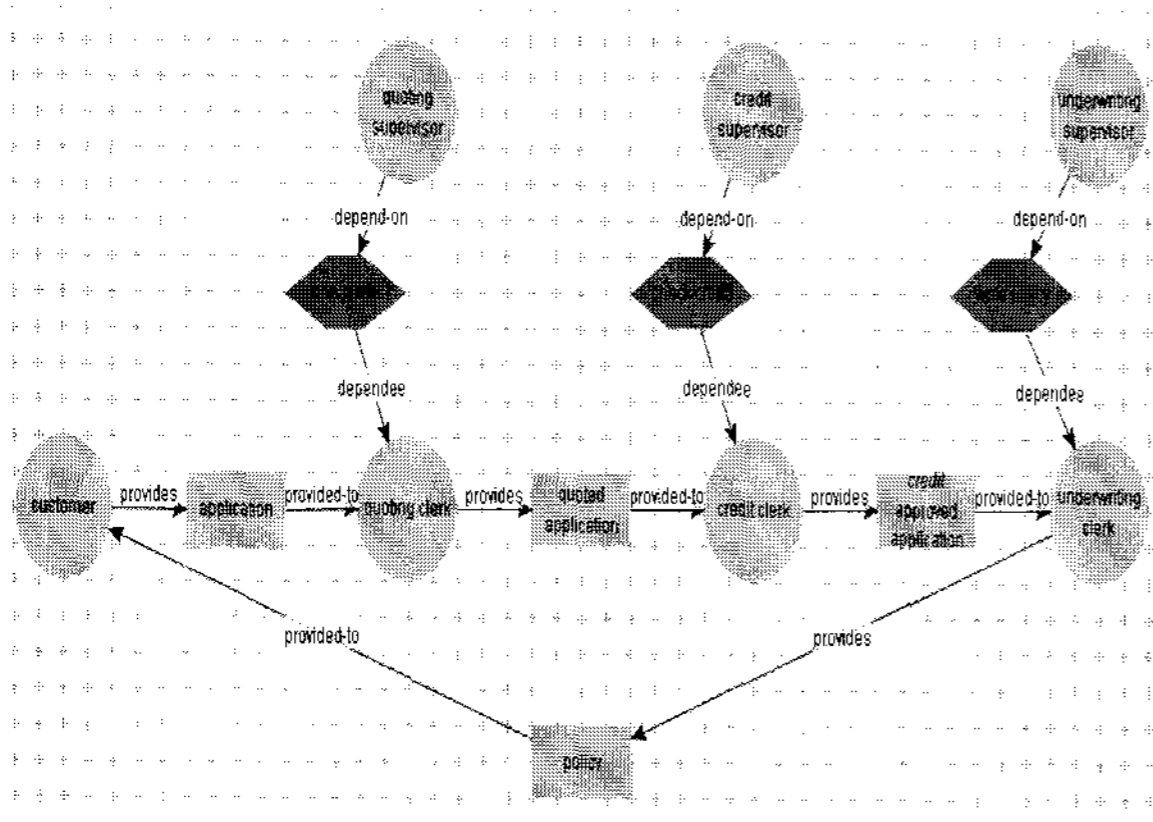 quoting
supervisor
credit
supervisor
underwriting
supervisor
depend-on
depend-on
depend-on
dependee
dependee
dependee
customer
provides
application
provided-to
quoting clerk
provides
quoted
application
provided-to
credit clerk
provides
credit
approved
application
provided-to
underwriting
clerk
provided-to
provides
policy